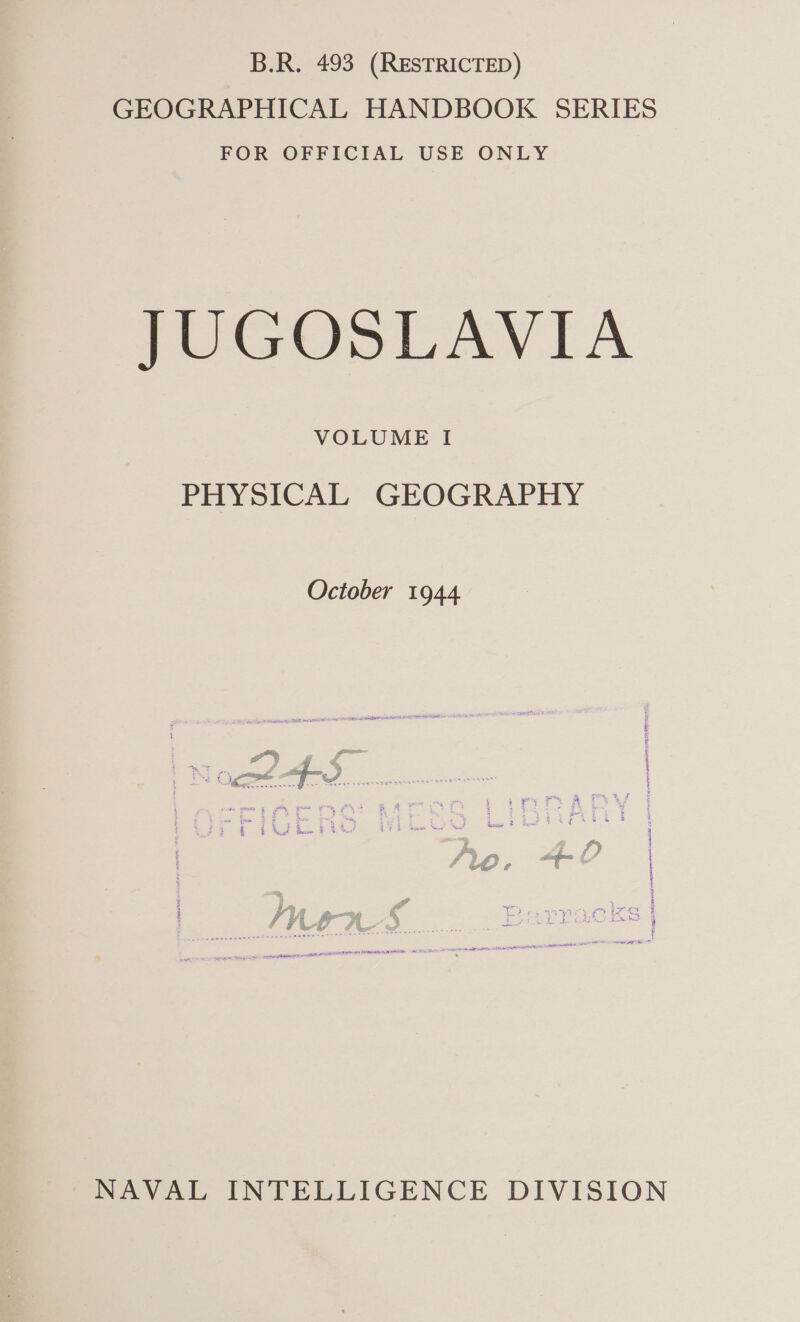 B.R. 493 (RESTRICTED)
GEOGRAPHICAL HANDBOOK SERIES
FOR OFFICIAL USE ONLY
JUGOSLAVIA
VOLUME I
PHYSICAL GEOGRAPHY
October 1944
No 245
OFFICERS' MESS LIBRARY
No. 40
Mons Barracks
NAVAL INTELLIGENCE DIVISION